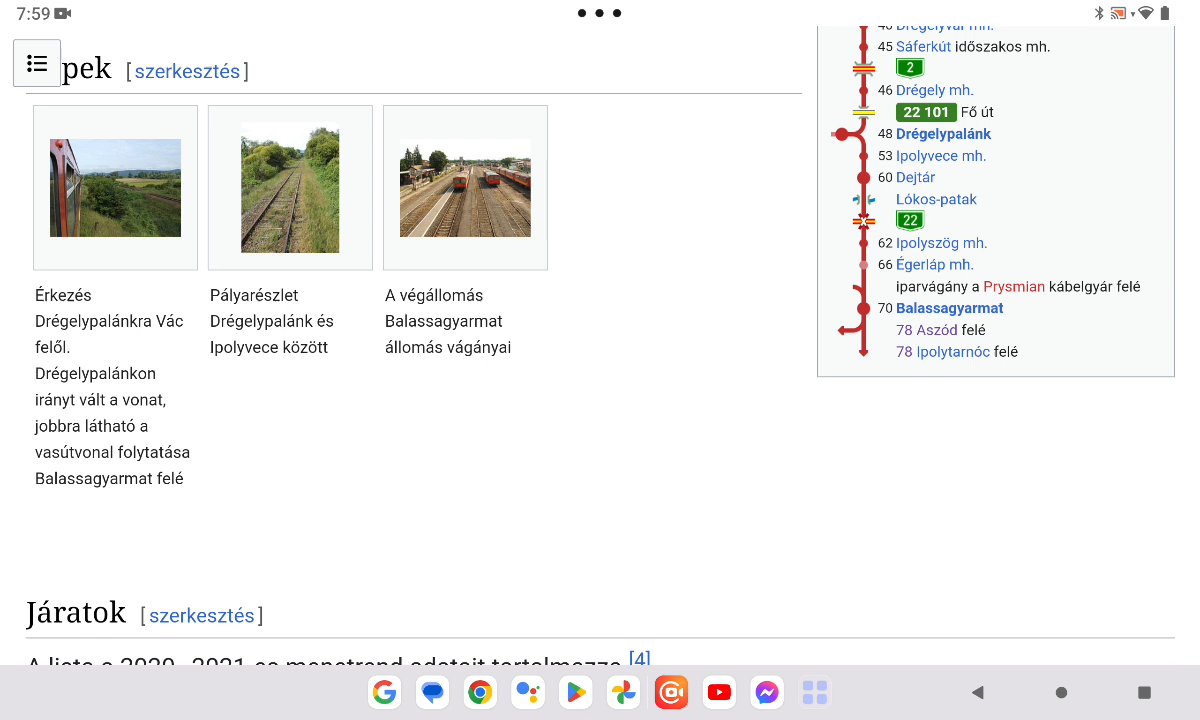 7:59
pek [ szerkesztés ]
Érkezés
Drégelypalánkra Vác
felől.
Drégelypalánkon
irányt vált a vonat,
jobbra látható a
vasútvonal folytatása
Balassagyarmat felé
Pályarészlet
Drégelypalánk és
Ipolyvece között
A végállomás
Balassagyarmat
állomás vágányai
45 Sáferkút időszakos mh.
2
46 Drégely mh.
22 101 Fő út
48 Drégelypalánk
53 Ipolyvece mh.
60 Dejtár
Lókos-patak
22
62 Ipolyszög mh.
66 Égerláp mh.
iparvágány a Prysmian kábelgyár felé
70 Balassagyarmat
78 Aszód felé
78 Ipolytarnóc felé
Járatok [ szerkesztés ]
[4]